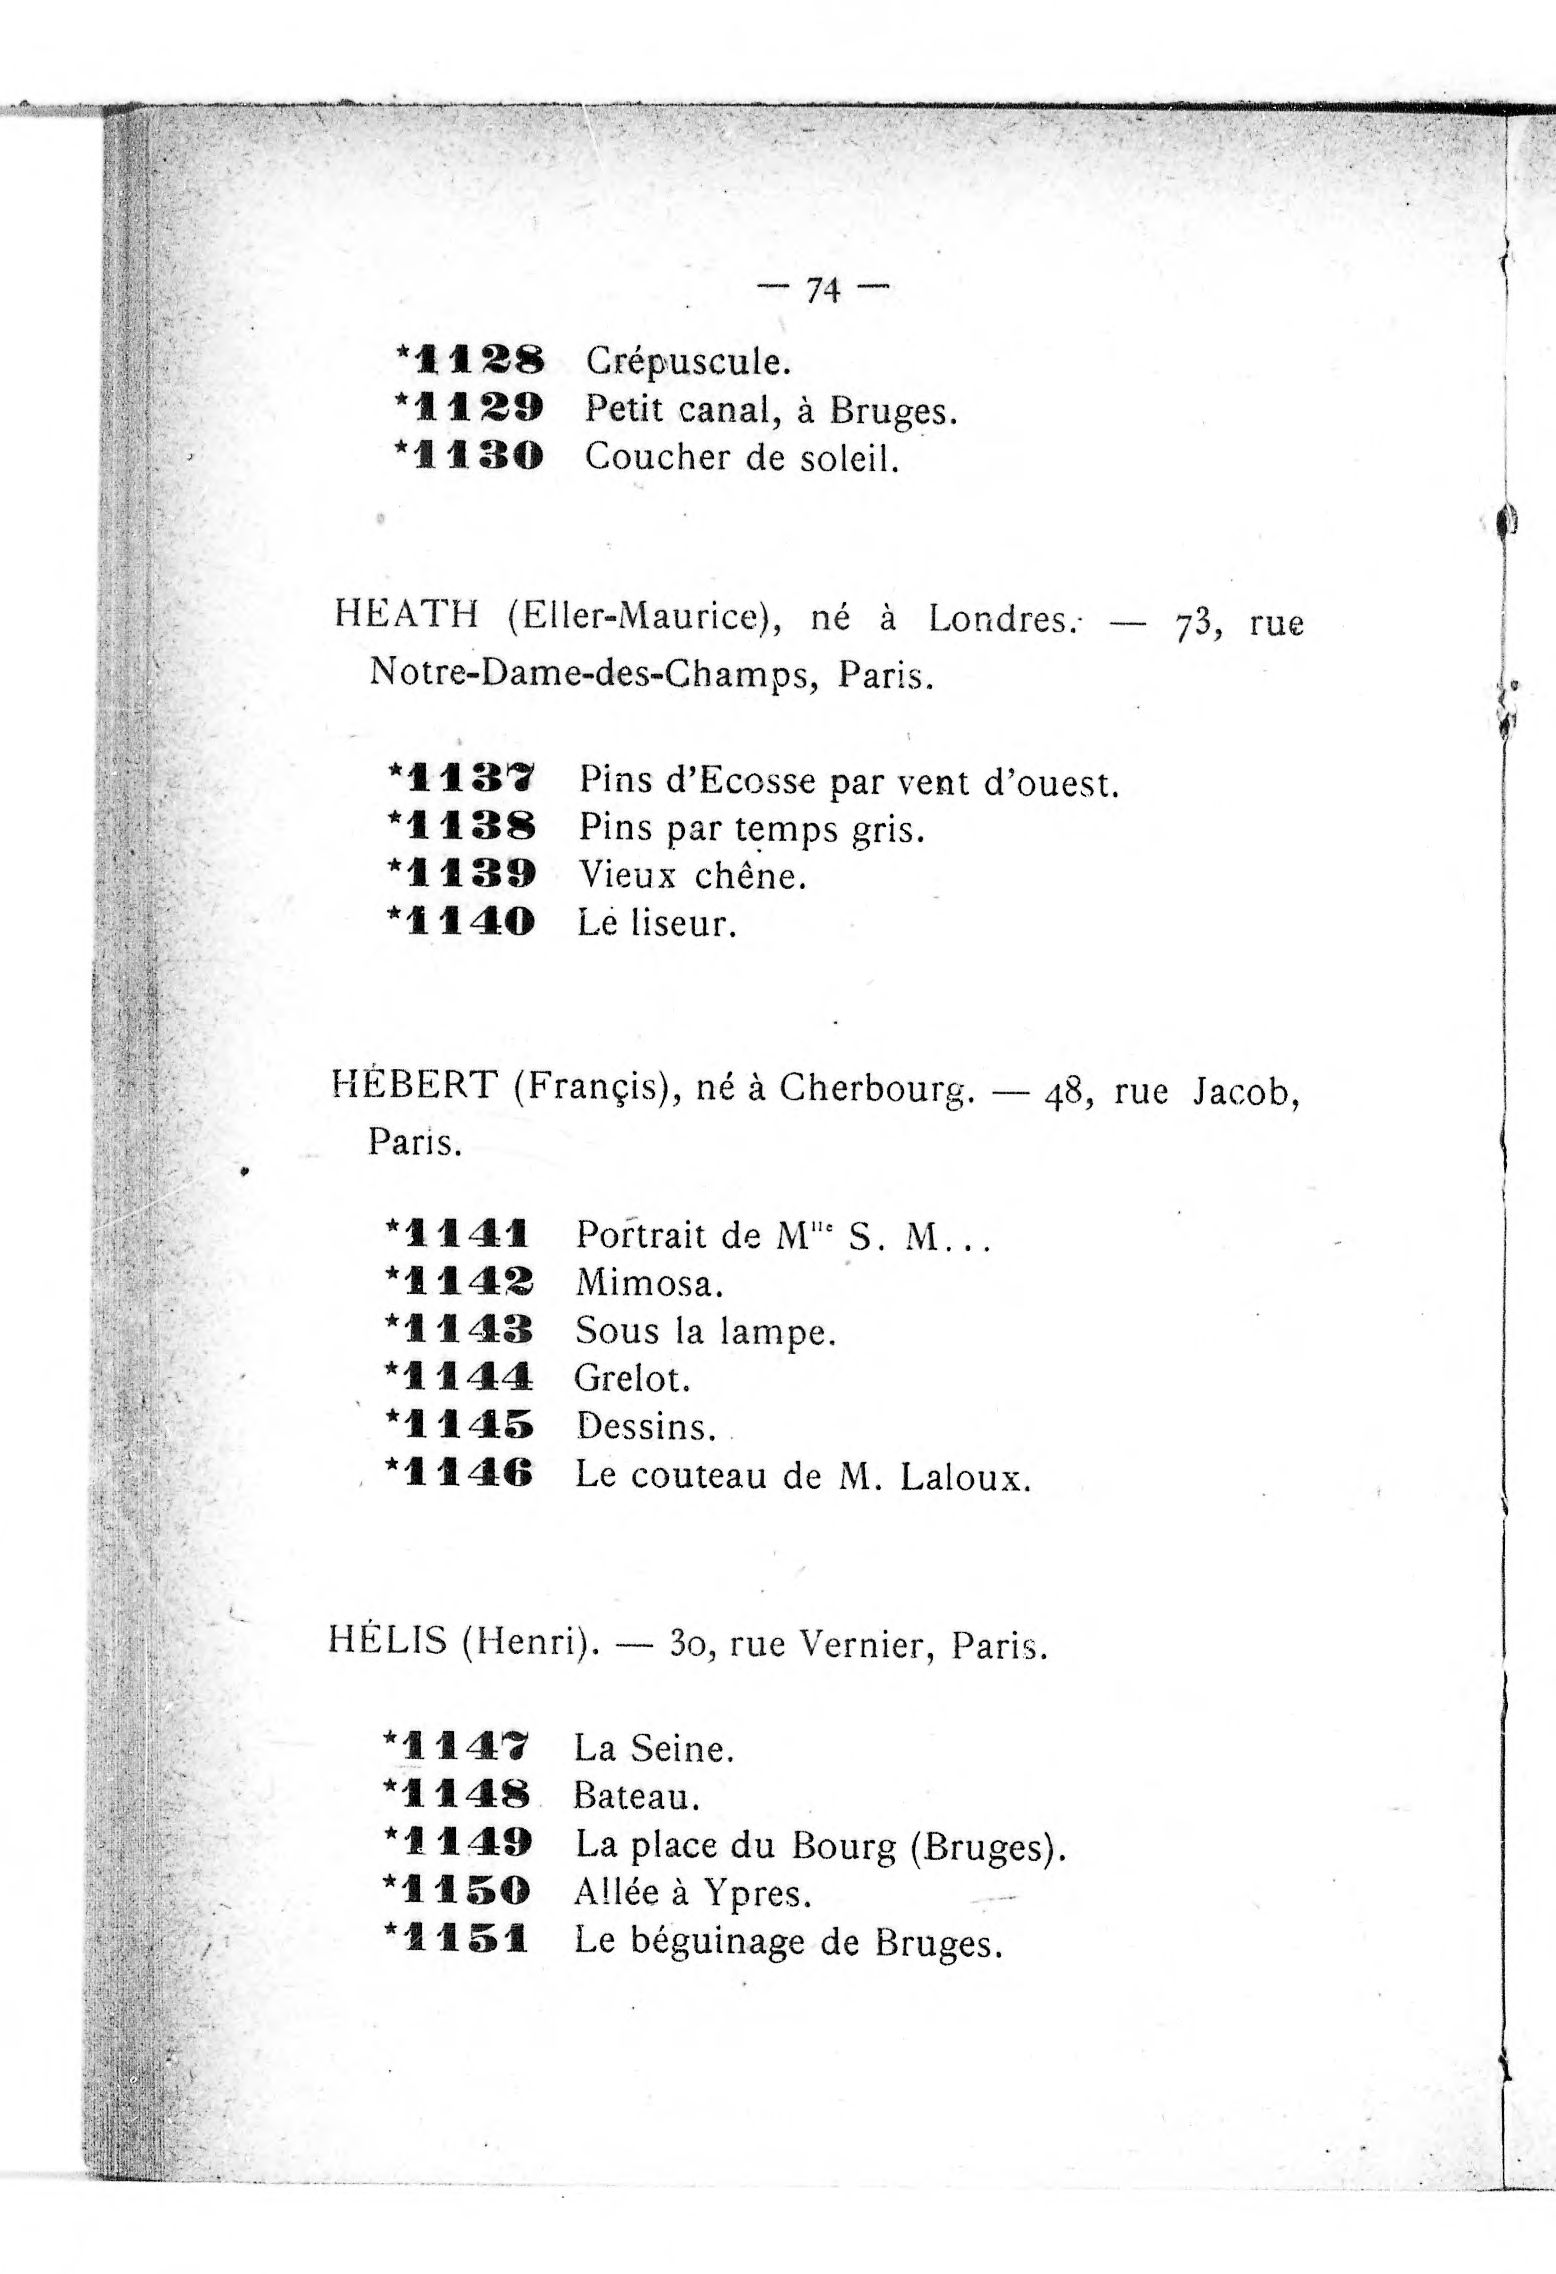 — 74 —
*1128 Crépuscule.
*1129 Petit canal, à Bruges.
*1130 Coucher de soleil.
HEATH (Eller-Maurice), né à Londres. — 73, rue
Notre-Dame-des-Champs, Paris.
*1137 Pins d'Ecosse par vent d'ouest.
*1138 Pins par temps gris.
*1139 Vieux chêne.
*1140 Le liseur.
HÉBERT (Françis), né à Cherbourg. — 48, rue Jacob,
Paris.
*1141 Portrait de Mlle S. M...
*1142 Mimosa.
*1143 Sous la lampe.
*1144 Grelot.
*1145 Dessins.
*1146 Le couteau de M. Laloux.
HÉLIS (Henri). — 30, rue Vernier, Paris.
*1147 La Seine.
*1148 Bateau.
*1149 La place du Bourg (Bruges).
*1150 Allée à Ypres.
*1151 Le béguinage de Bruges.